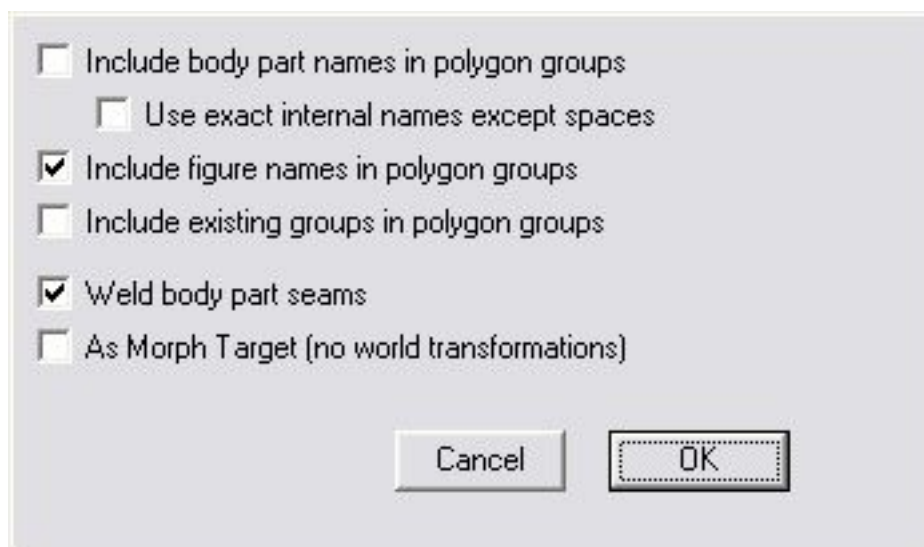 Include body part names in polygon groups
Use exact internal names except spaces
Include figure names in polygon groups
Include existing groups in polygon groups
Weld body part seams
As Morph Target (no world transformations)
Cancel OK